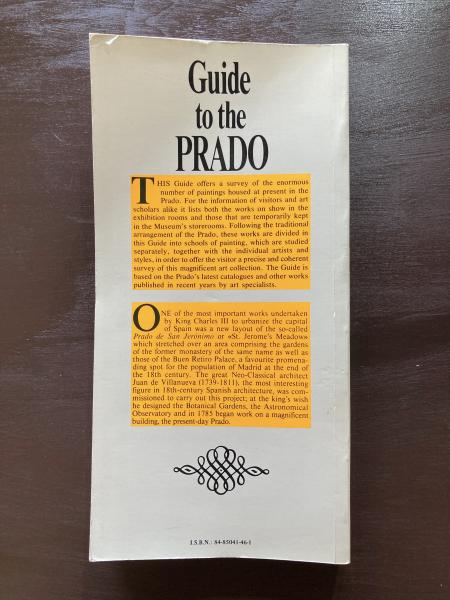 Guide
to the
PRADO
THIS Guide offers a survey of the enormous
number of paintings housed at present in the
Prado. For the information of visitors and art
scholars alike it lists both the works on show in the
exhibition rooms and those that are temporarily kept
in the Museum's storerooms. Following the traditional
arrangement of the Prado, these works are divided in
this Guide into schools of painting, which are studied
separately, together with the individual artists and
styles, in order to offer the visitor a precise and coherent
survey of this magnificent art collection. The Guide is
based on the Prado's latest catalogues and other works
published in recent years by art specialists.
ONE of the most important works undertaken
by King Charles III to urbanize the capital
of Spain was a new layout of the so-called
Prado de San Jerónimo or «St. Jerome's Meadow»
which stretched over an area comprising the gardens
of the former monastery of the same name as well as
those of the Buen Retiro Palace, a favourite promena-
ding spot for the population of Madrid at the end of
the 18th century. The great Neo-Classical architect
Juan de Villanueva (1739-1811), the most interesting
figure in 18th-century Spanish architecture, was com-
missioned to carry out this project; at the king's wish
he designed the Botanical Gardens, the Astronomical
Observatory and in 1785 began work on a magnificent
building, the present-day Prado.
I.S.B.N.: 84-85041-46-1